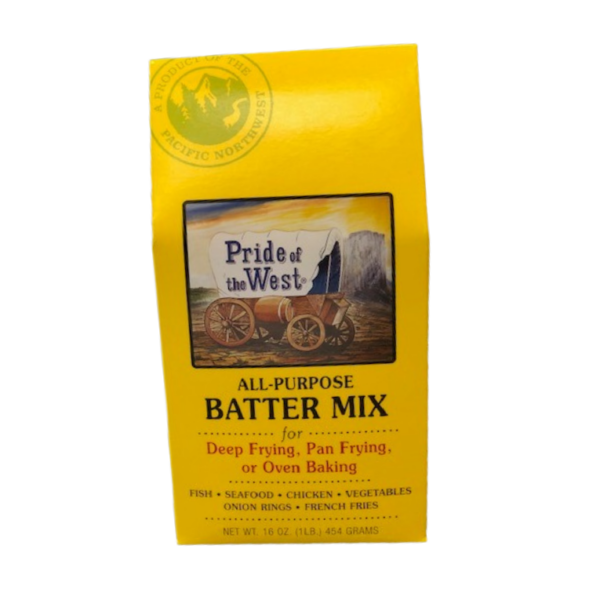 A PRODUCT OF THE
PACIFIC NORTHWEST
Pride of
the West®
ALL-PURPOSE
BATTER MIX
for
Deep Frying, Pan Frying,
or Oven Baking
FISH • SEAFOOD • CHICKEN • VEGETABLES
ONION RINGS • FRENCH FRIES
NET WT. 16 OZ. (1LB.) 454 GRAMS